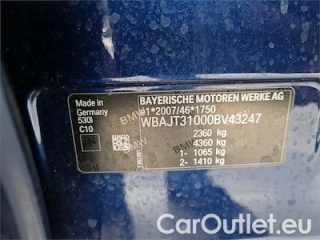 Made in
Germany
530i
C10
BAYERISCHE MOTOREN WERKE AG
e1*2007/46*1750
WBAJT31000BV43247
2360 kg
4360 kg
1- 1065 kg
2- 1410 kg
CarOutlet.eu